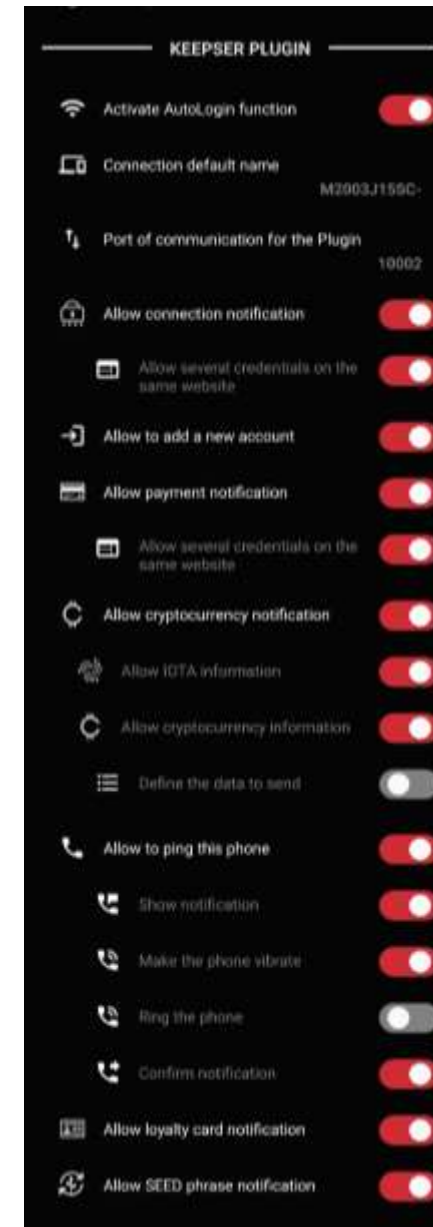 KEEPSER PLUGIN
Activate AutoLogin function
Connection default name
M2003J15SC-
Port of communication for the Plugin
10002
Allow connection notification
Allow several credentials on the
same website
Allow to add a new account
Allow payment notification
Allow several credentials on the
same website
Allow cryptocurrency notification
Allow IOTA information
Allow cryptocurrency information
Define the data to send
Allow to ping this phone
Show notification
Make the phone vibrate
Ring the phone
Confirm notification
Allow loyalty card notification
Allow SEED phrase notification